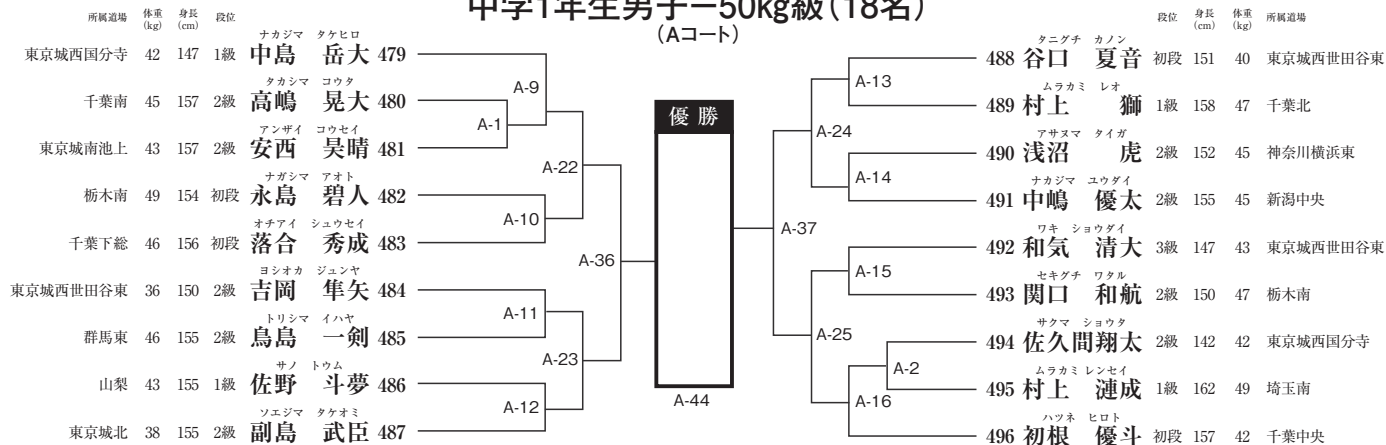 中学1年生男子−50kg級(18名)
(Aコート)
所属道場 体重(kg) 身長(cm) 段位
ナカジマ タケヒロ
東京城西国分寺 42 147 1級 中島 岳大 479
タカシマ コウタ
千葉南 45 157 2級 高嶋 晃大 480
アンザイ コウセイ
東京城南池上 43 157 2級 安西 昊晴 481
ナガシマ アオト
栃木南 49 154 初段 永島 碧人 482
オチアイ シュウセイ
千葉下総 46 156 初段 落合 秀成 483
ヨシオカ ジュンヤ
東京城西世田谷東 36 150 2級 吉岡 隼矢 484
トリシマ イハヤ
群馬東 46 155 2級 鳥島 一剣 485
サノ トウム
山梨 43 155 1級 佐野 斗夢 486
ソエジマ タケオミ
東京城北 38 155 2級 副島 武臣 487
A-9
A-1
A-22
A-10
A-36
A-11
A-23
A-12
優勝
A-44
A-13
A-24
A-14
A-37
A-15
A-25
A-2
A-16
段位 身長(cm) 体重(kg) 所属道場
タニグチ カノン
488 谷口 夏音 初段 151 40 東京城西世田谷東
ムラカミ レオ
489 村上 獅 1級 158 47 千葉北
アサヌマ タイガ
490 浅沼 虎 2級 152 45 神奈川横浜東
ナカジマ ユウダイ
491 中嶋 優太 2級 155 45 新潟中央
ワキ ショウダイ
492 和気 清大 3級 147 43 東京城西世田谷東
セキグチ ワタル
493 関口 和航 2級 150 47 栃木南
サクマ ショウタ
494 佐久間翔太 2級 142 42 東京城西国分寺
ムラカミ レンセイ
495 村上 漣成 1級 162 49 埼玉南
ハツネ ヒロト
496 初根 優斗 初段 157 42 千葉中央